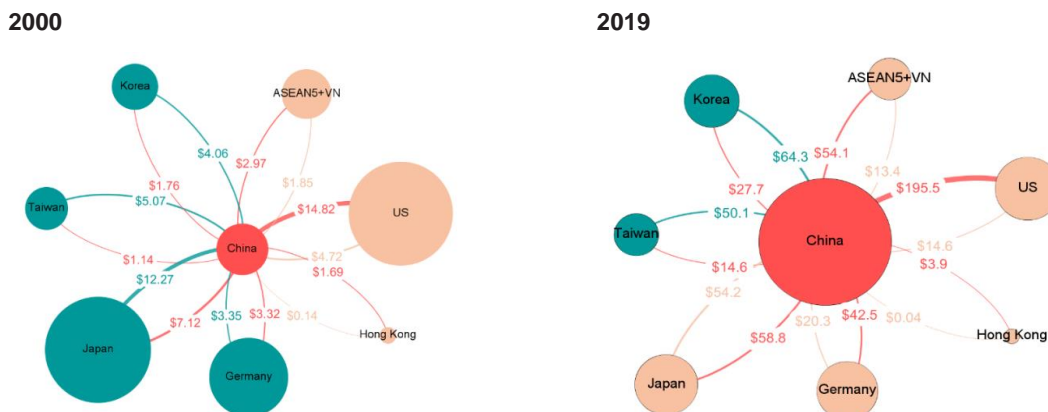 2000
Korea
ASEAN5+VN
$4.06
$2.97
$1.76
$1.85
Taiwan
$5.07
$14.82
US
China
$1.14
$4.72
$12.27
$1.69
$7.12
$3.35
$3.32
$0.14
Japan
Germany
Hong Kong
2019
ASEAN5+VN
Korea
$64.3
$54.1
$13.4
$27.7
$195.5
US
$50.1
Taiwan
China
$14.6
$14.6
$3.9
$54.2
$20.3
$42.5
$0.04
$58.8
Hong Kong
Japan
Germany